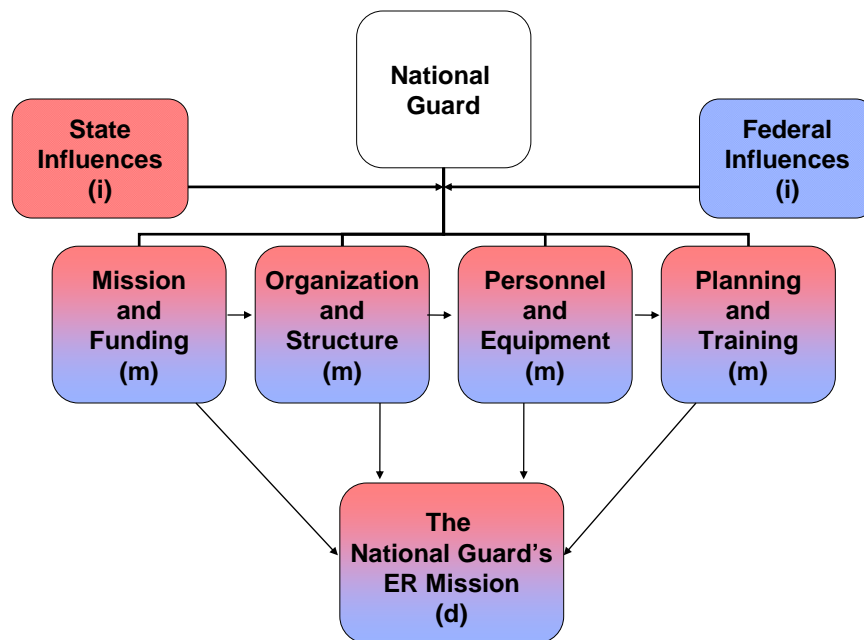 National
Guard
State
Influences
(i)
Federal
Influences
(i)
Mission
and
Funding
(m)
Organization
and
Structure
(m)
Personnel
and
Equipment
(m)
Planning
and
Training
(m)
The
National Guard’s
ER Mission
(d)